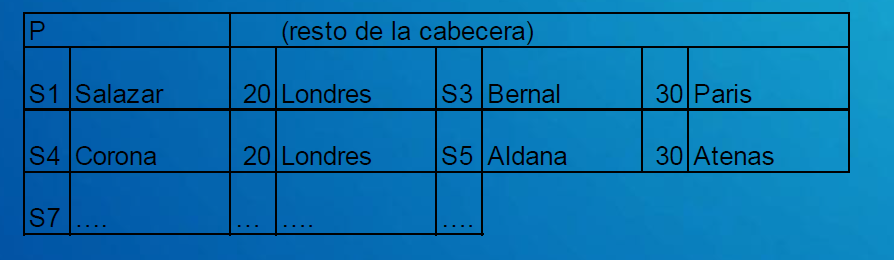 P (resto de la cabecera)
S1 Salazar 20 Londres S3 Bernal 30 Paris
S4 Corona 20 Londres S5 Aldana 30 Atenas
S7 .... ... .... ....